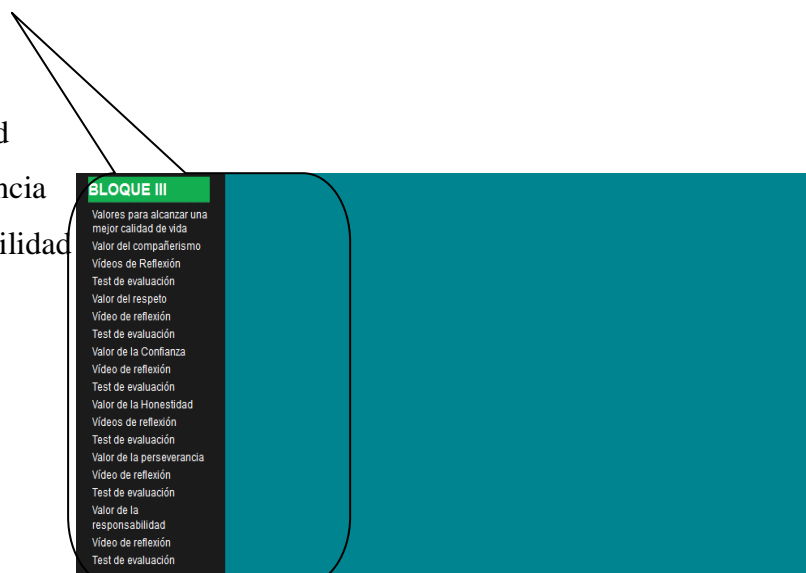 BLOQUE III
Valores para alcanzar una
mejor calidad de vida
Valor del compañerismo
Vídeos de Reflexión
Test de evaluación
Valor del respeto
Vídeo de reflexión
Test de evaluación
Valor de la Confianza
Vídeo de reflexión
Test de evaluación
Valor de la Honestidad
Vídeos de reflexión
Test de evaluación
Valor de la perseverancia
Vídeo de reflexión
Test de evaluación
Valor de la
responsabilidad
Vídeo de reflexión
Test de evaluación